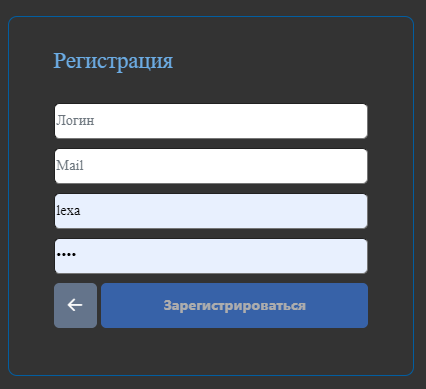 Регистрация
Логин
Mail
lexa
••••
Зарегистрироваться